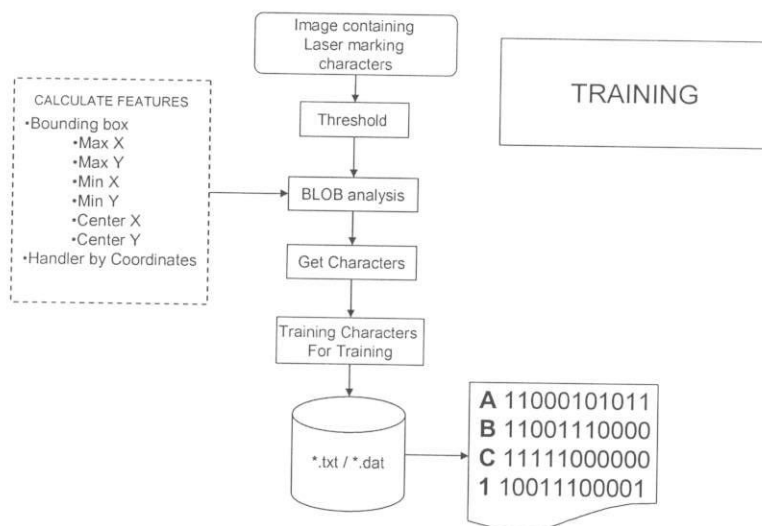 Image containing
Laser marking
characters
TRAINING
CALCULATE FEATURES
•Bounding box
•Max X
•Max Y
•Min X
•Min Y
•Center X
•Center Y
•Handler by Coordinates
Threshold
BLOB analysis
Get Characters
Training Characters
For Training
*.txt / *.dat
A 11000101011
B 11001110000
C 11111000000
1 10011100001